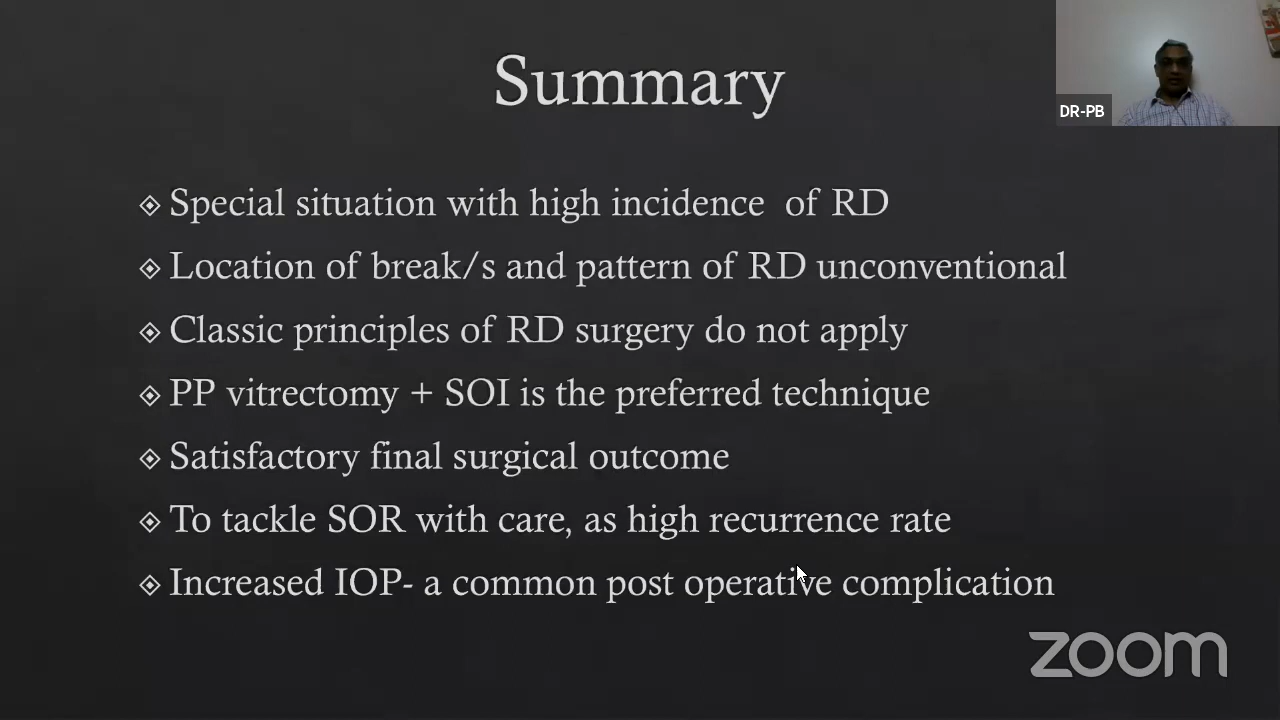 Summary
DR-PB
Special situation with high incidence of RD
Location of break/s and pattern of RD unconventional
Classic principles of RD surgery do not apply
PP vitrectomy + SOI is the preferred technique
Satisfactory final surgical outcome
To tackle SOR with care, as high recurrence rate
Increased IOP- a common post operative complication
zoom